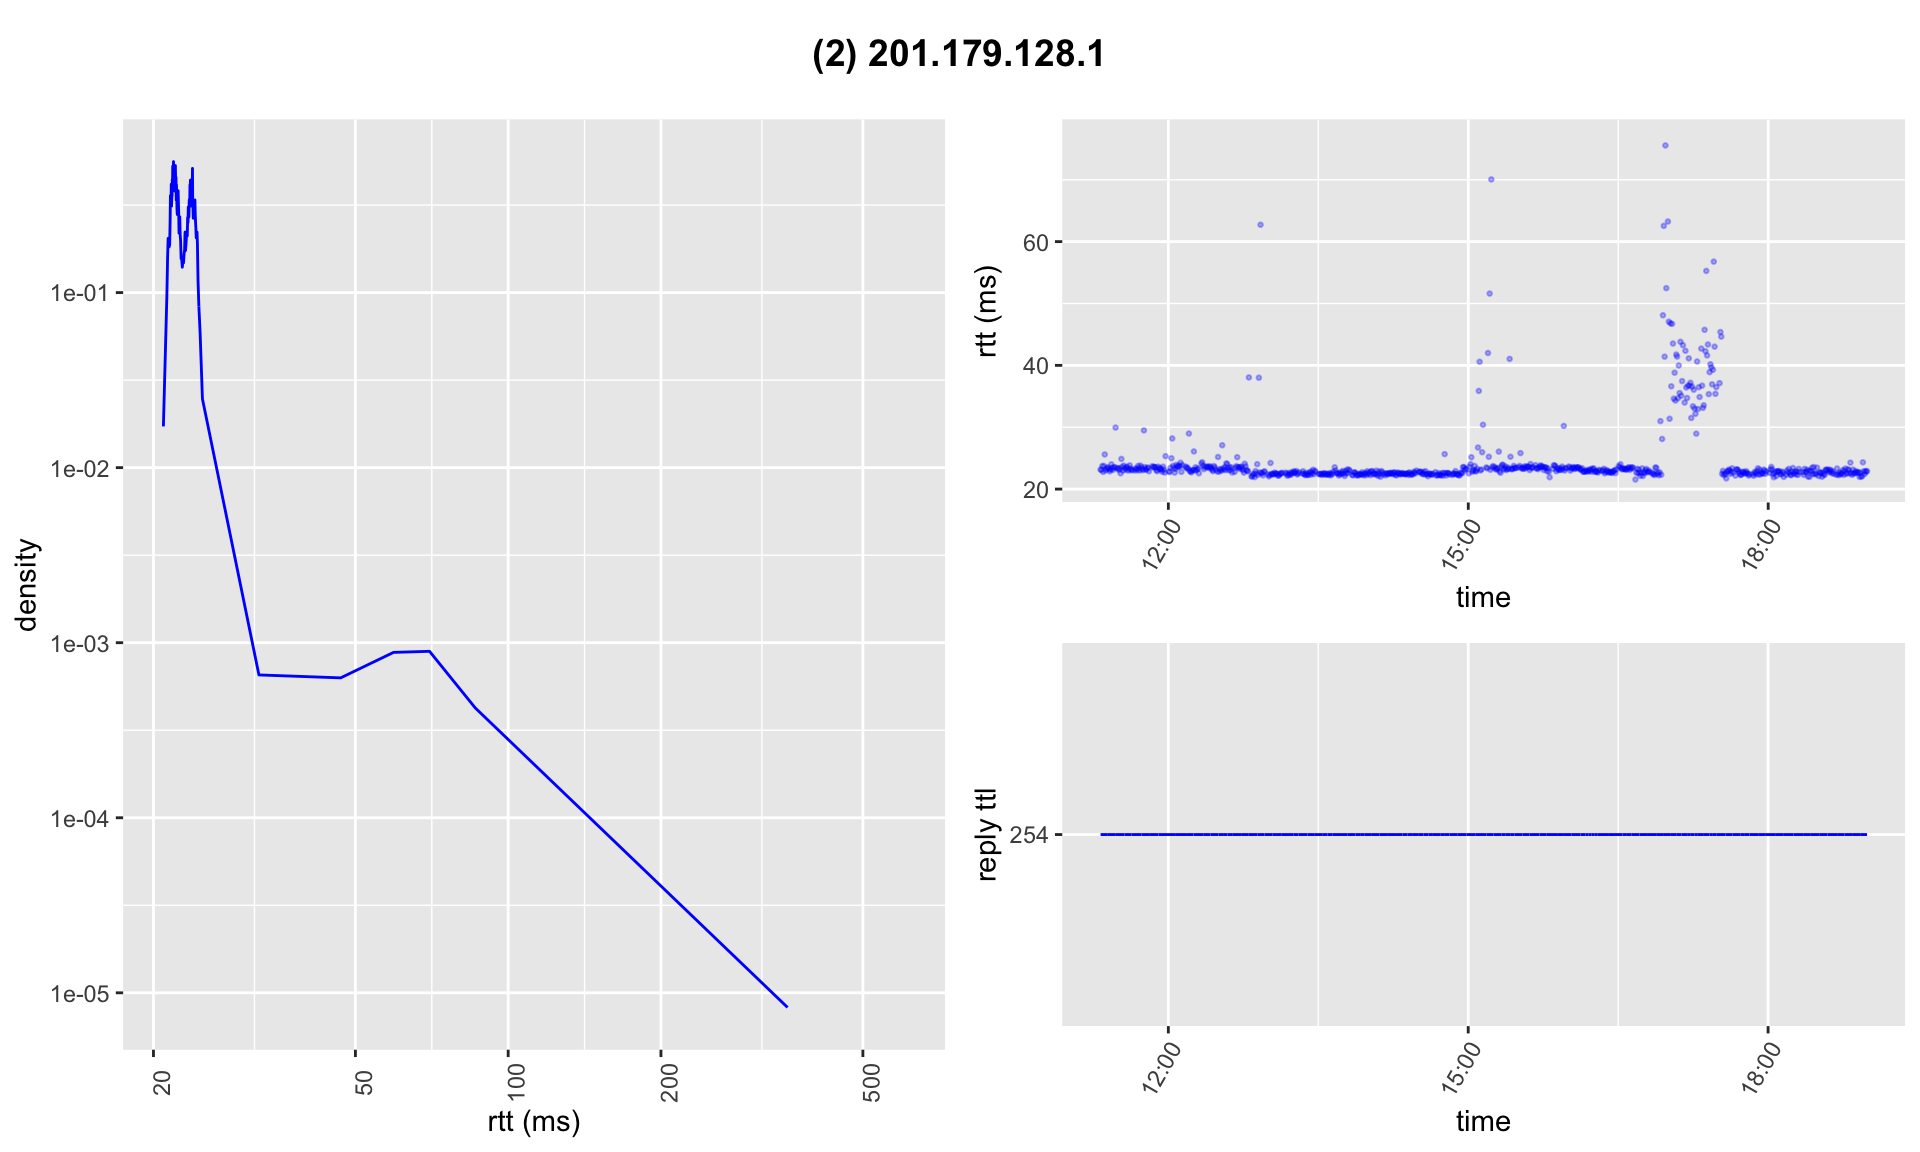 (2) 201.179.128.1
density
1e-01
1e-02
1e-03
1e-04
1e-05
20
50
100
200
500
rtt (ms)
rtt (ms)
60
40
20
12:00
15:00
18:00
time
reply ttl
254
12:00
15:00
18:00
time